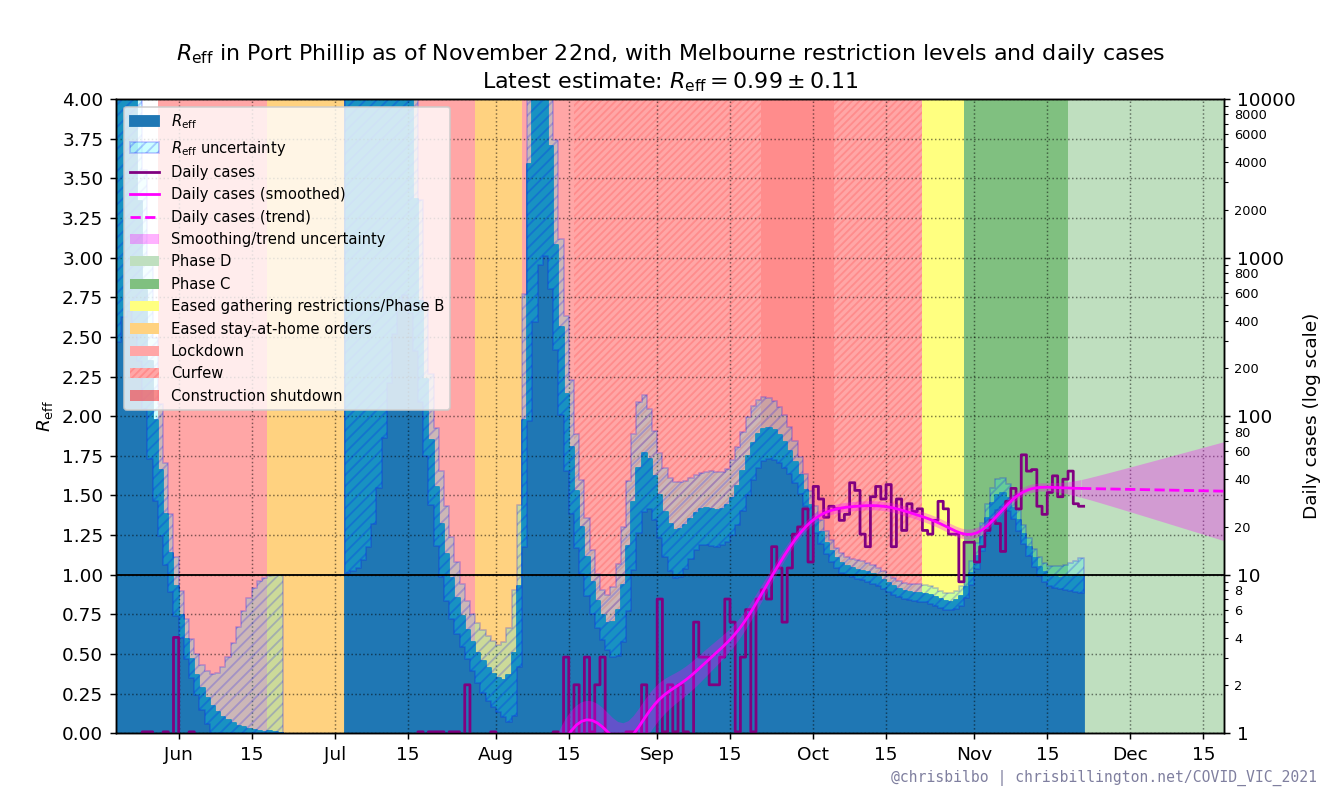 Reff in Port Phillip as of November 22nd, with Melbourne restriction levels and daily cases
Latest estimate: Reff = 0.99 ± 0.11
Reff
4.00
3.75
3.50
3.25
3.00
2.75
2.50
2.25
2.00
1.75
1.50
1.25
1.00
0.75
0.50
0.25
0.00
Reff
Reff uncertainty
Daily cases
Daily cases (smoothed)
Daily cases (trend)
Smoothing/trend uncertainty
Phase D
Phase C
Eased gathering restrictions/Phase B
Eased stay-at-home orders
Lockdown
Curfew
Construction shutdown
10000
8000
6000
4000
2000
1000
800
600
400
200
100
80
60
40
20
10
8
6
4
2
1
Daily cases (log scale)
Jun 15 Jul 15 Aug 15 Sep 15 Oct 15 Nov 15 Dec 15
@chrisbilbo | chrisbillington.net/COVID_VIC_2021